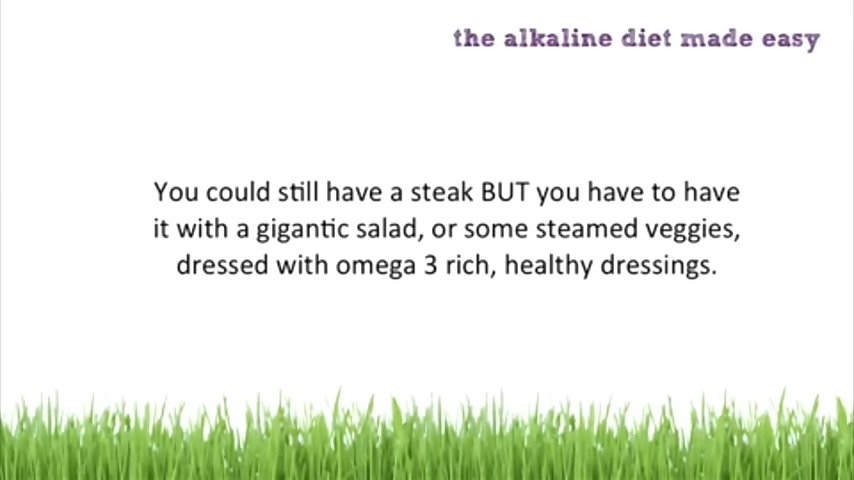 the alkaline diet made easy
You could still have a steak BUT you have to have
it with a gigantic salad, or some steamed veggies,
dressed with omega 3 rich, healthy dressings.